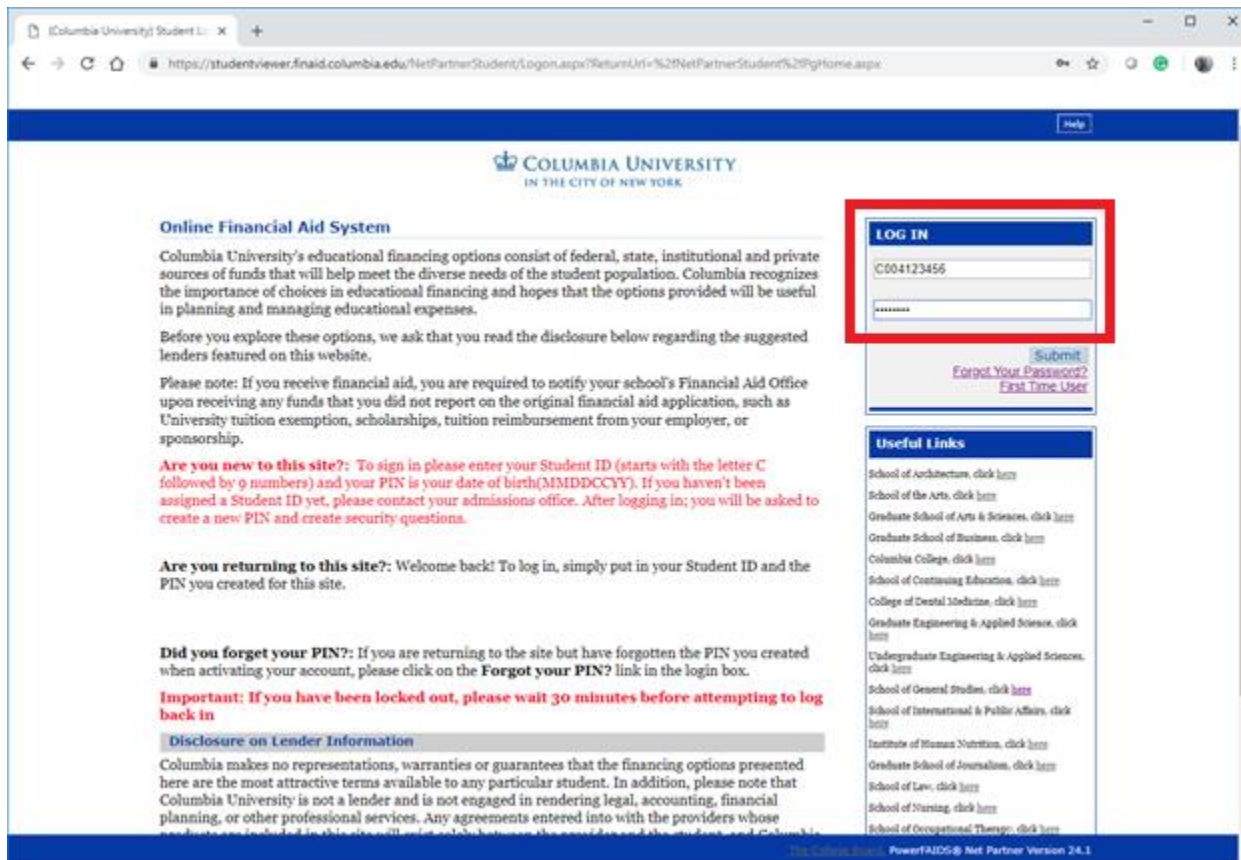 (Columbia University) Student L
https://studentviewer.finaid.columbia.edu/NetPartnerStudent/Logon.aspx?ReturnUrl=%2fNetPartnerStudent%2fPgHome.aspx
Help
COLUMBIA UNIVERSITY
IN THE CITY OF NEW YORK
Online Financial Aid System
Columbia University's educational financing options consist of federal, state, institutional and private
sources of funds that will help meet the diverse needs of the student population. Columbia recognizes
the importance of choices in educational financing and hopes that the options provided will be useful
in planning and managing educational expenses.
Before you explore these options, we ask that you read the disclosure below regarding the suggested
lenders featured on this website.
Please note: If you receive financial aid, you are required to notify your school's Financial Aid Office
upon receiving any funds that you did not report on the original financial aid application, such as
University tuition exemption, scholarships, tuition reimbursement from your employer, or
sponsorship.
Are you new to this site?: To sign in please enter your Student ID (starts with the letter C
followed by 9 numbers) and your PIN is your date of birth(MMDDCCYY). If you haven't been
assigned a Student ID yet, please contact your admissions office. After logging in; you will be asked to
create a new PIN and create security questions.
Are you returning to this site?: Welcome back! To log in, simply put in your Student ID and the
PIN you created for this site.
Did you forget your PIN?: If you are returning to the site but have forgotten the PIN you created
when activating your account, please click on the Forgot your PIN? link in the login box.
Important: If you have been locked out, please wait 30 minutes before attempting to log
back in
Disclosure on Lender Information
Columbia makes no representations, warranties or guarantees that the financing options presented
here are the most attractive terms available to any particular student. In addition, please note that
Columbia University is not a lender and is not engaged in rendering legal, accounting, financial
planning, or other professional services. Any agreements entered into with the providers whose
LOG IN
C004123456
••••••••
Submit
Forgot Your Password?
First Time User
Useful Links
School of Architecture, click here
School of the Arts, click here
Graduate School of Arts & Sciences, click here
Graduate School of Business, click here
Columbia College, click here
School of Continuing Education, click here
College of Dental Medicine, click here
Graduate Engineering & Applied Science, click
here
Undergraduate Engineering & Applied Sciences,
click here
School of General Studies, click here
School of International & Public Affairs, click
here
Institute of Human Nutrition, click here
Graduate School of Journalism, click here
School of Law, click here
School of Nursing, click here
School of Occupational Therapy, click here
The College Board. PowerFAIDS® Net Partner Version 24.1